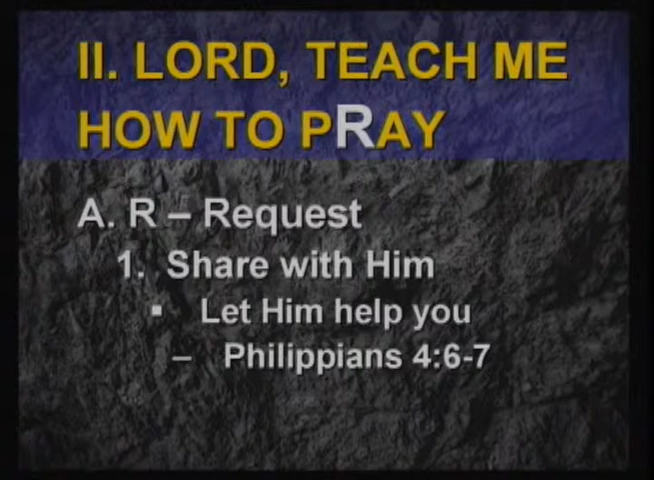 II. LORD, TEACH ME
HOW TO PRAY
A. R – Request
1. Share with Him
▪ Let Him help you
– Philippians 4:6-7